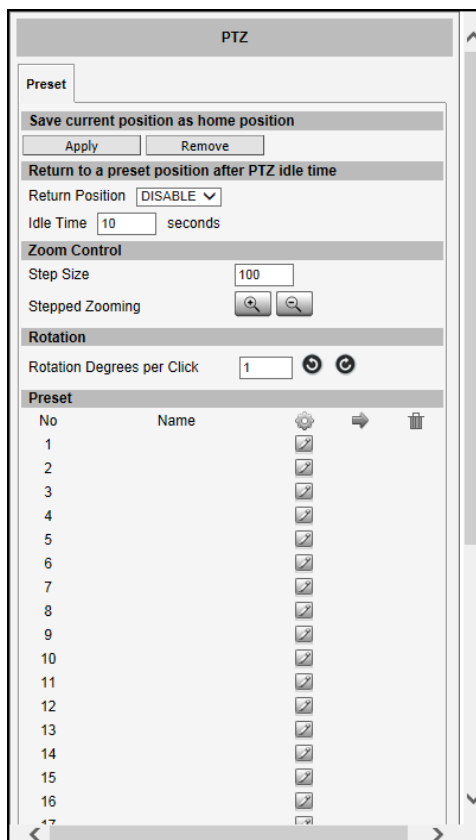 PTZ
Preset
Save current position as home position
Apply Remove
Return to a preset position after PTZ idle time
Return Position DISABLE
Idle Time 10 seconds
Zoom Control
Step Size 100
Stepped Zooming
Rotation
Rotation Degrees per Click 1
Preset
No Name
1
2
3
4
5
6
7
8
9
10
11
12
13
14
15
16
17